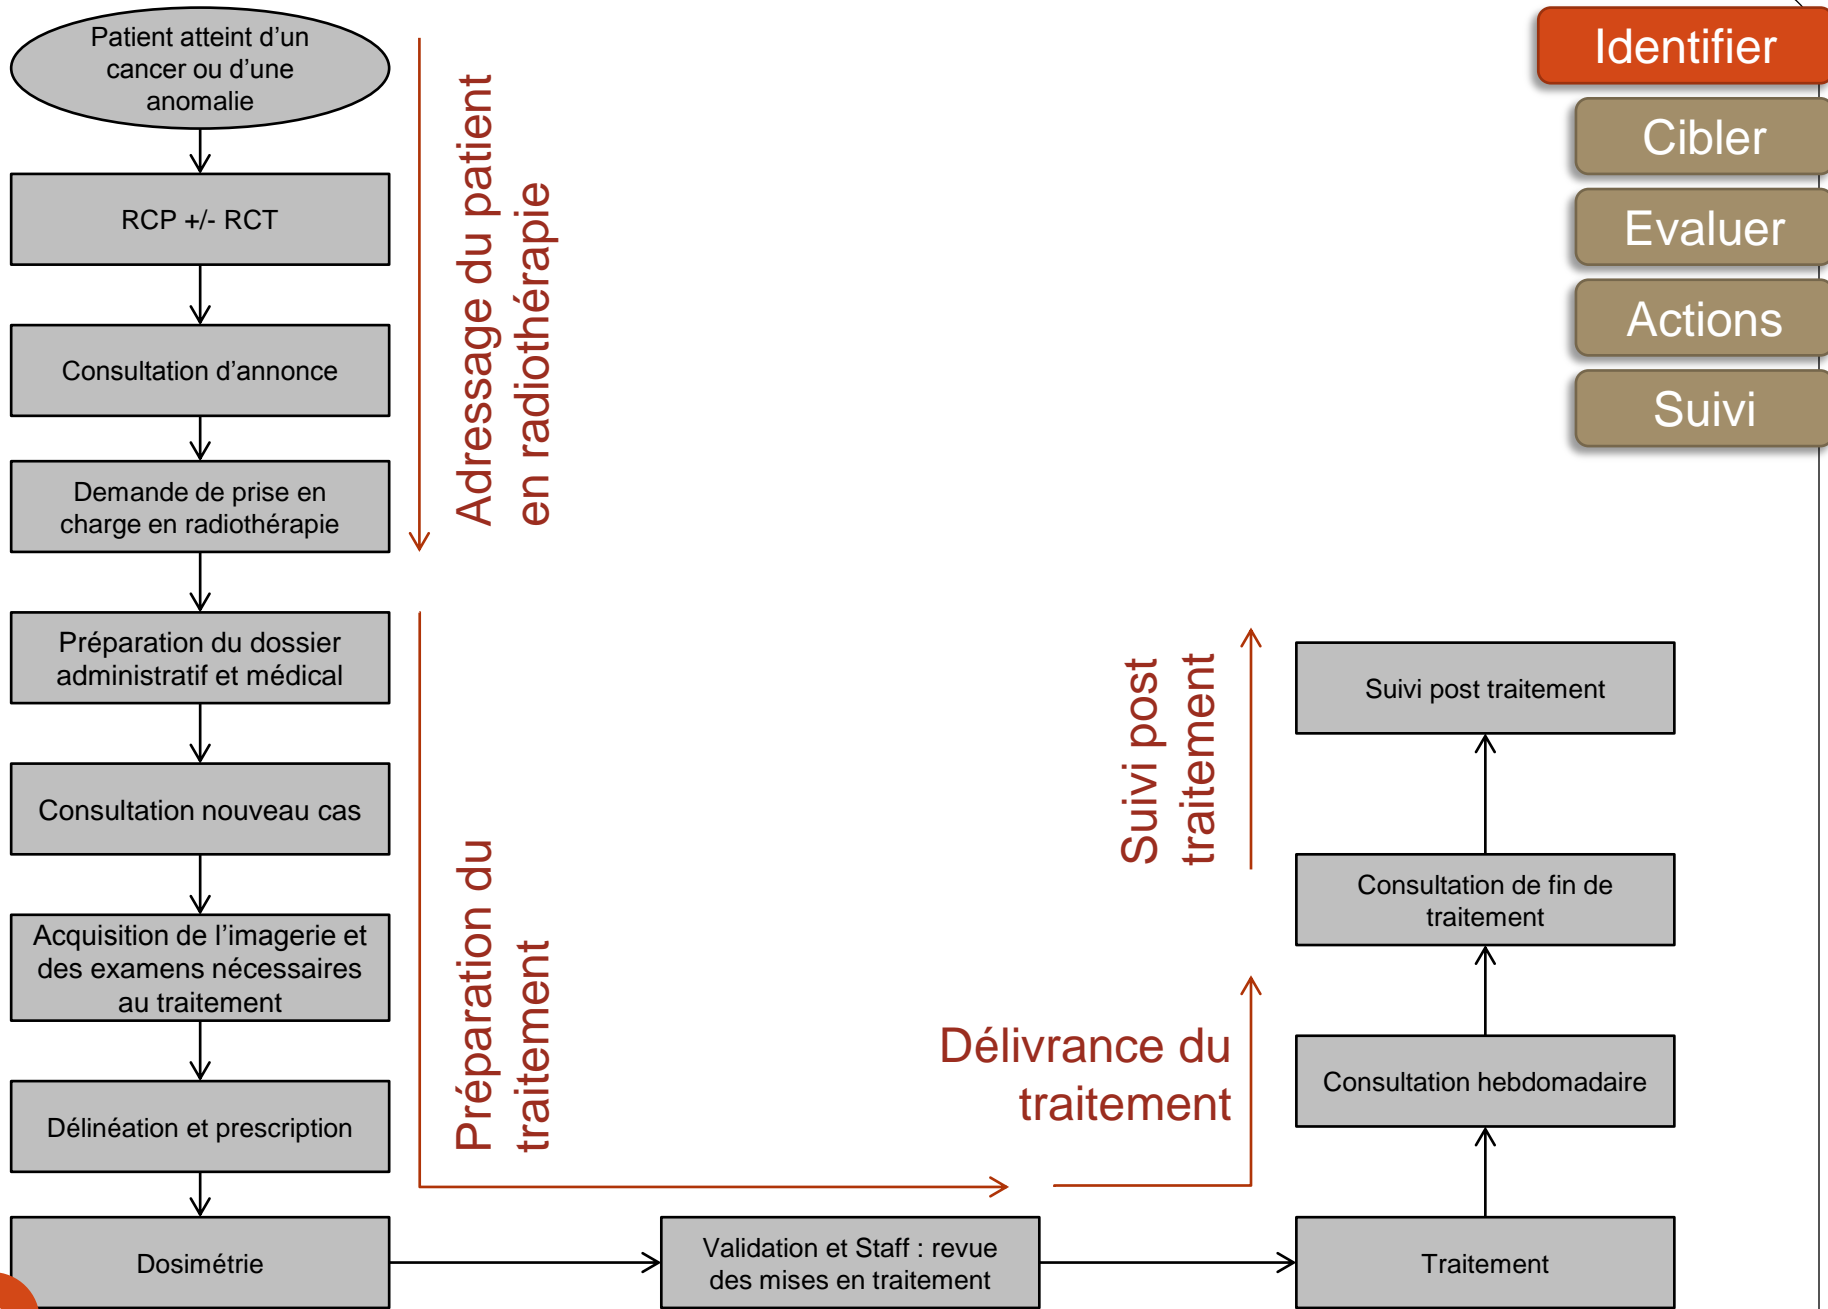 Patient atteint d’un
cancer ou d’une
anomalie
RCP +/- RCT
Consultation d’annonce
Demande de prise en
charge en radiothérapie
Préparation du dossier
administratif et médical
Consultation nouveau cas
Acquisition de l’imagerie et
des examens nécessaires
au traitement
Délinéation et prescription
Dosimétrie
Adressage du patient
en radiothérapie
Préparation du
traitement
Validation et Staff : revue
des mises en traitement
Délivrance du
traitement
Suivi post
traitement
Suivi post traitement
Consultation de fin de
traitement
Consultation hebdomadaire
Traitement
Identifier
Cibler
Evaluer
Actions
Suivi